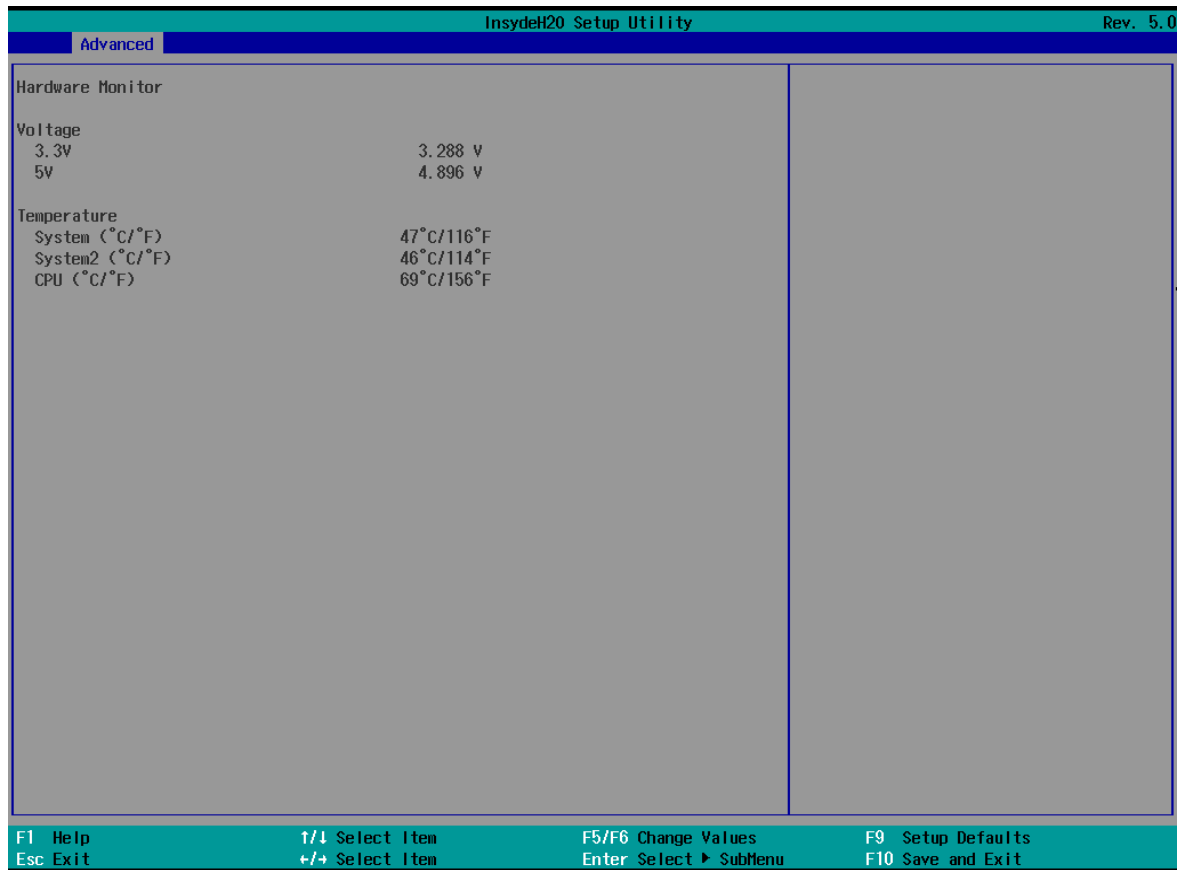 InsydeH2O Setup Utility Rev. 5.0
Advanced
Hardware Monitor
Voltage
3.3V 3.288 V
5V 4.896 V
Temperature
System (°C/°F) 47°C/116°F
System2 (°C/°F) 46°C/114°F
CPU (°C/°F) 69°C/156°F
F1 Help ↑/↓ Select Item F5/F6 Change Values F9 Setup Defaults
Esc Exit ←/→ Select Item Enter Select ▶ SubMenu F10 Save and Exit